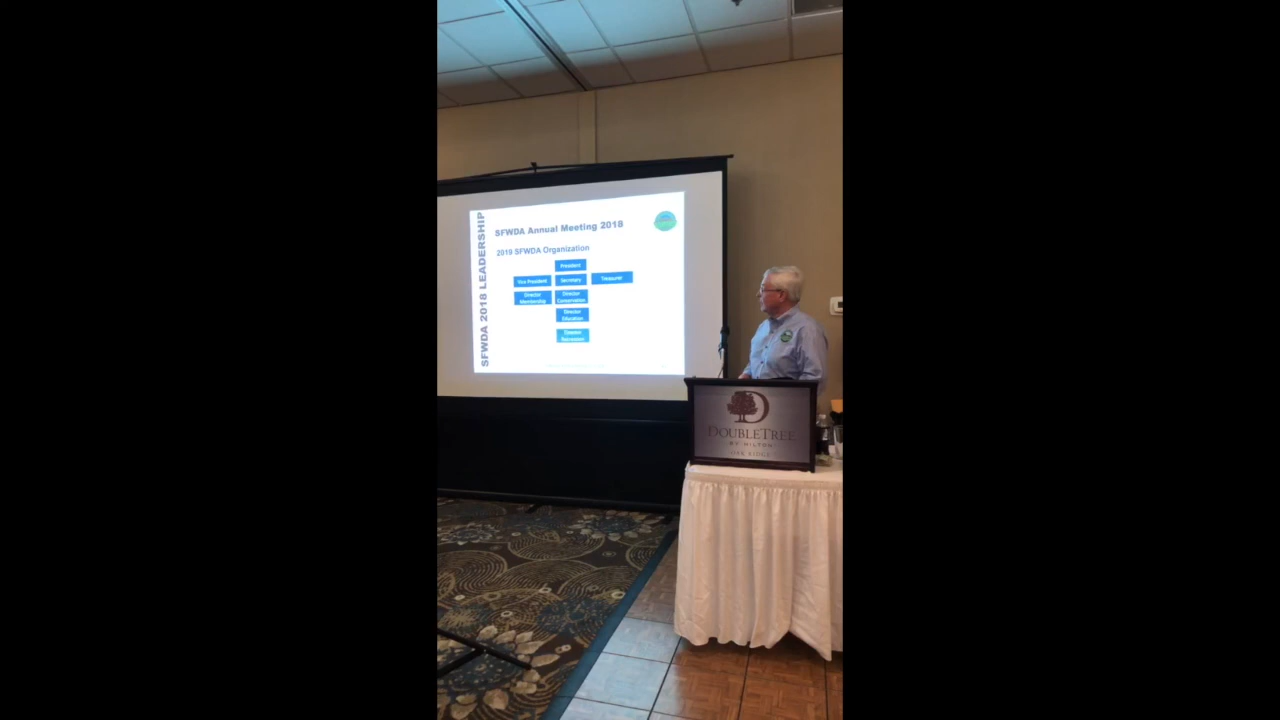 SFWDA 2018 LEADERSHIP
SFWDA Annual Meeting 2018
2019 SFWDA Organization
President
Vice President
Secretary
Treasurer
Director
Membership
Director
Conservation
Director
Education
Director
Recreation
D
DOUBLETREE
BY HILTON
OAK RIDGE